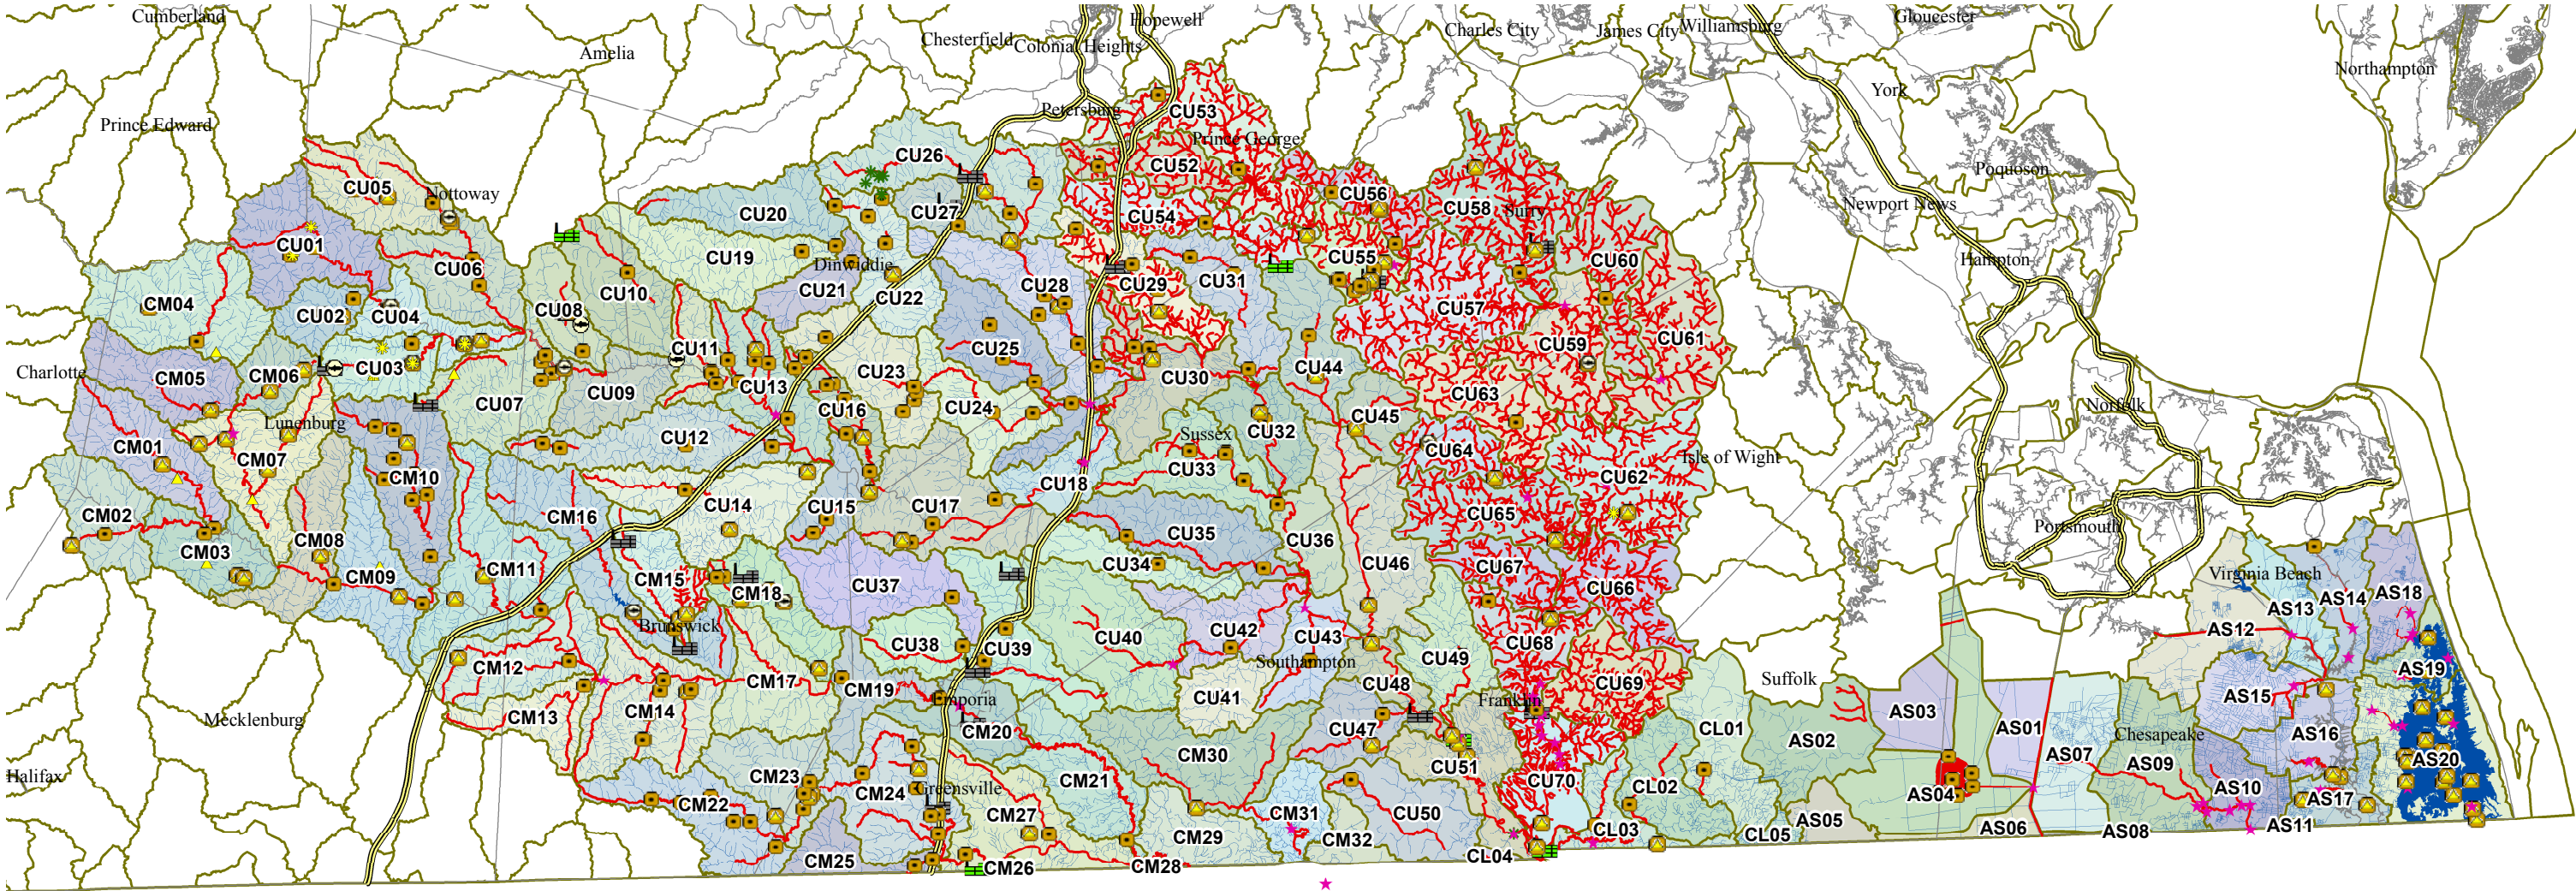 Cumberland
Hopewell
Gloucester
Chesterfield
Colonial Heights
Charles City
James City
Williamsburg
Amelia
Northampton
York
Petersburg
CU53
Prince Edward
Prince George
CU26
CU52
Poquoson
CU05
Nottoway
CU56
CU20
CU27
CU54
CU58
Surry
Newport News
CU01
CU19
Dinwiddie
CU55
CU60
Hampton
CU06
CU21
CU22
CU28
CU29
CU31
CM04
CU02
CU04
CU08
CU10
CU57
CU11
CU25
CU59
CU61
Charlotte
CM05
CM06
CU03
CU13
CU23
CU30
CU44
CU07
CU09
CU16
CU24
CU63
CU45
Norfolk
Lunenburg
CM01
CM07
CU12
Sussex
CU32
CU64
Isle of Wight
CM10
CU33
CU62
CU18
CM02
CM16
CU14
CU15
CU17
CU65
Portsmouth
CM03
CM08
CU35
CU36
CM09
CM11
CM15
CM18
CU37
CU34
CU46
CU67
CU66
Virginia Beach
AS13
AS14
AS18
Brunswick
CU38
CU39
CU40
CU42
CU43
CU68
AS12
CM12
CM17
CM19
Southampton
CU49
CU48
CU69
Suffolk
AS19
CU41
Emporia
Franklin
AS15
Mecklenburg
CM13
CM14
CM20
CU47
CL01
AS03
AS01
AS16
CM30
AS02
Chesapeake
Halifax
CM23
CM21
CU51
CU70
CL02
AS07
AS09
AS20
CM22
CM24
Greensville
AS04
AS10
AS17
CM27
CM31
CU50
AS05
CM29
CM32
CL03
CL05
AS06
AS08
AS11
CM25
CM26
CM28
CL04